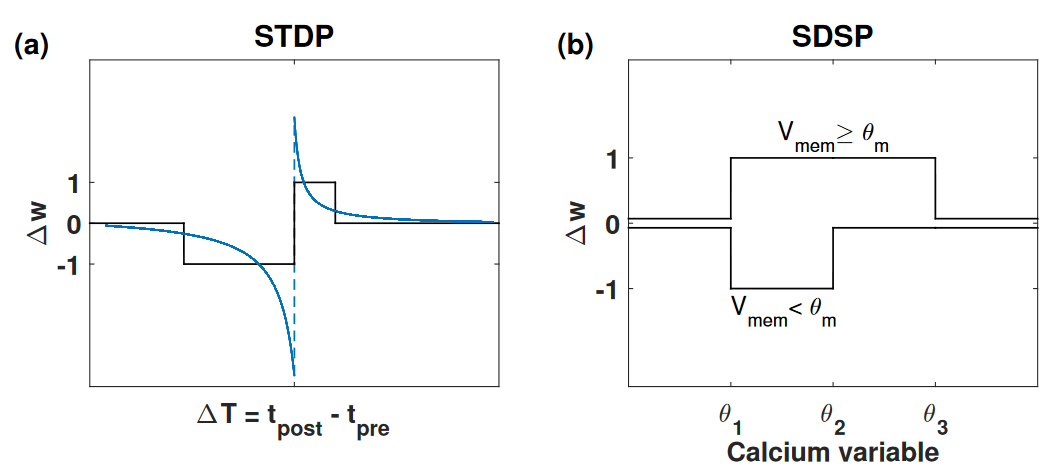 (a)
STDP
Δw
1
0
-1
ΔT = t_post - t_pre
(b)
SDSP
Δw
1
0
-1
V_mem ≥ θ_m
V_mem < θ_m
θ_1 θ_2 θ_3
Calcium variable